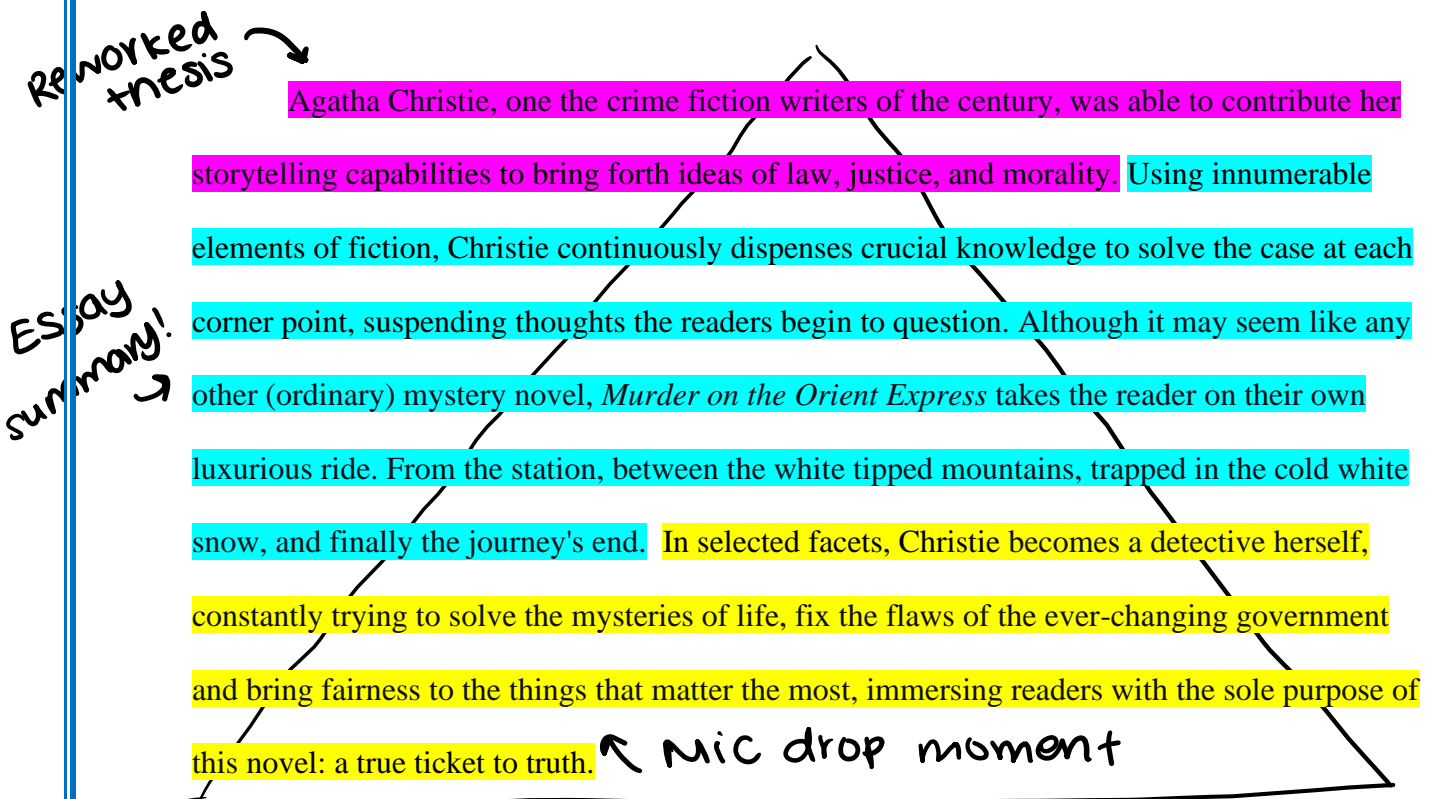 Reworked
thesis
Agatha Christie, one the crime fiction writers of the century, was able to contribute her
storytelling capabilities to bring forth ideas of law, justice, and morality. Using innumerable
elements of fiction, Christie continuously dispenses crucial knowledge to solve the case at each
Essay
summary!
corner point, suspending thoughts the readers begin to question. Although it may seem like any
other (ordinary) mystery novel, Murder on the Orient Express takes the reader on their own
luxurious ride. From the station, between the white tipped mountains, trapped in the cold white
snow, and finally the journey's end. In selected facets, Christie becomes a detective herself,
constantly trying to solve the mysteries of life, fix the flaws of the ever-changing government
and bring fairness to the things that matter the most, immersing readers with the sole purpose of
this novel: a true ticket to truth.
Mic drop moment